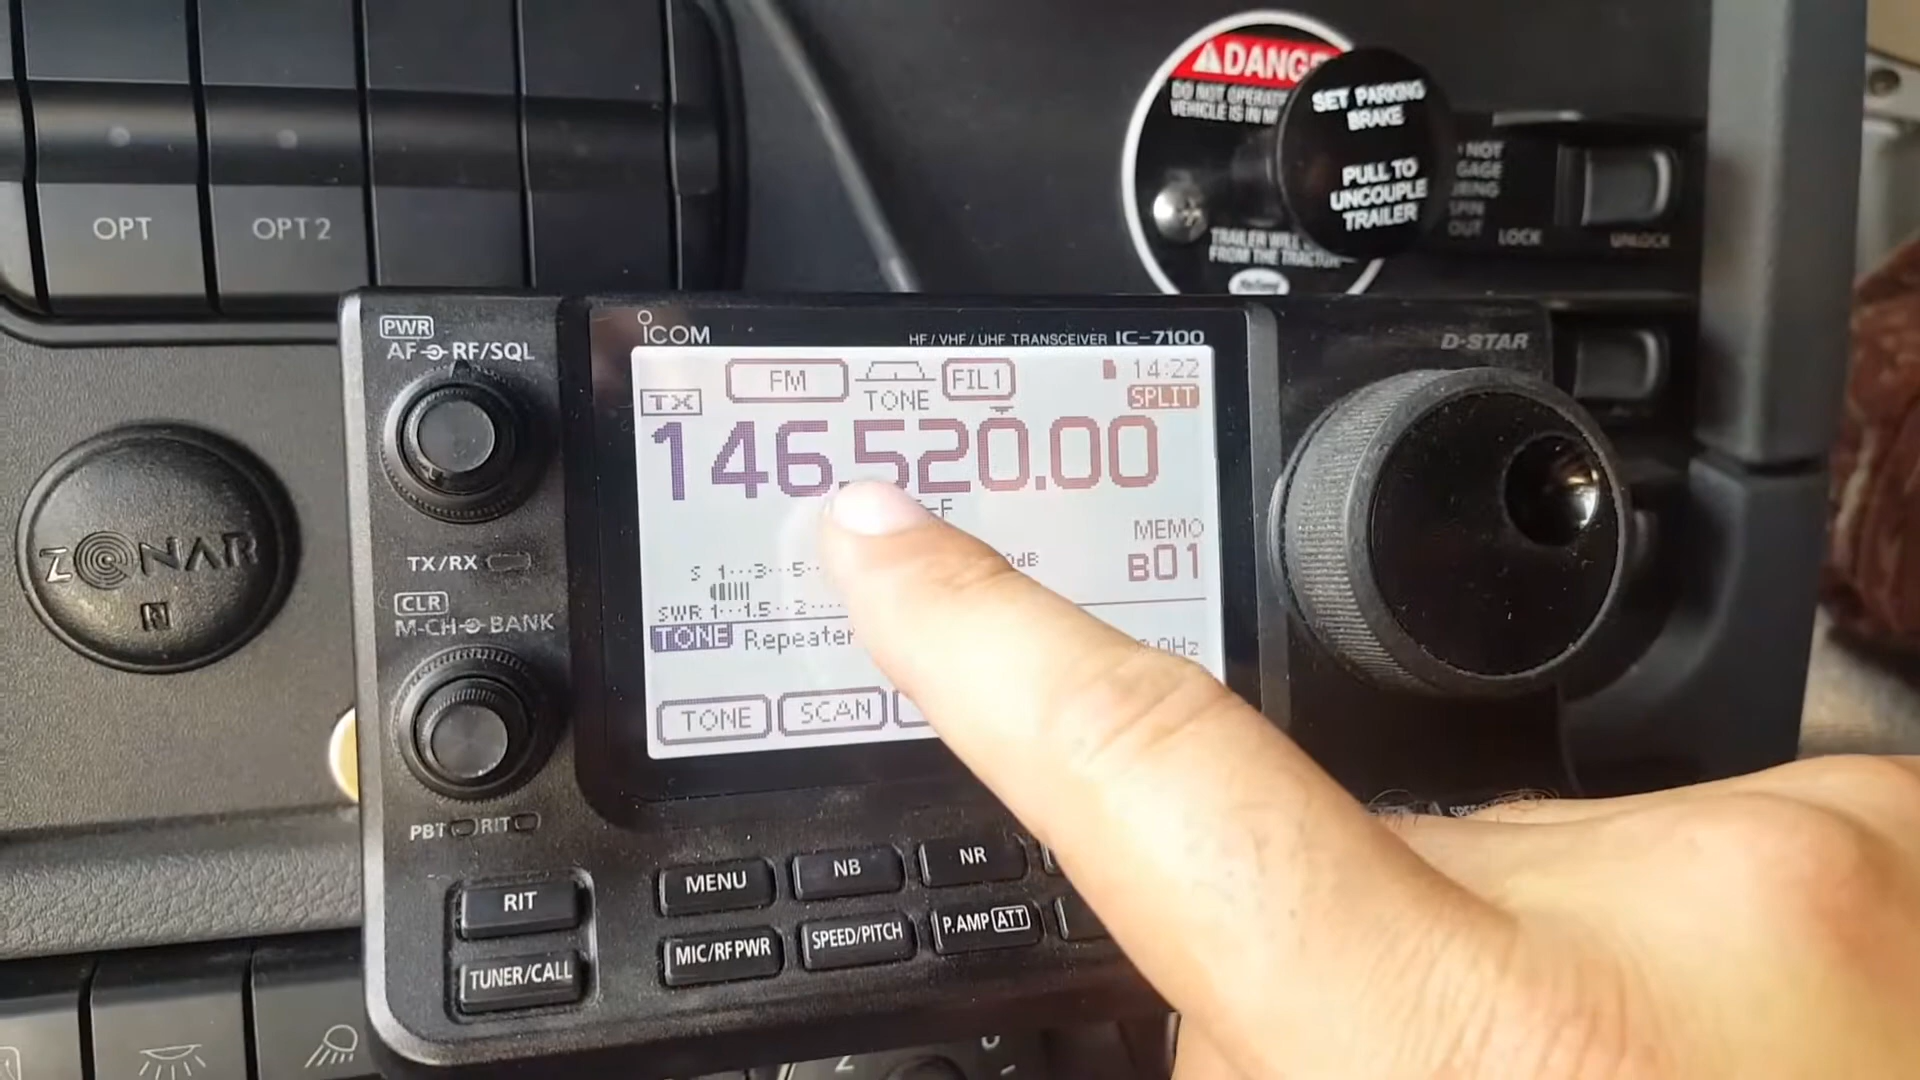 OPT
OPT 2
DANGE
DO NOT OPERAT
VEHICLE IS IN M
SET PARKING
BRAKE
PULL TO
UNCOUPLE
TRAILER
TRAILER WILL
FROM THE TRACTOR
NOT
GAGE
RING
SPIN
OUT
LOCK
UNLOCK
ZONAR
N
PWR
AF RF/SQL
TX/RX
CLR
M-CH BANK
PBT RIT
RIT
TUNER/CALL
ICOM
HF/VHF/UHF TRANSCEIVER IC-7100
D-STAR
FM
TONE
FIL1
14:22
SPLIT
TX
146.520.00
-F
MEMO
B01
S 1···3···5··
0dB
SWR 1···1.5··2····
TONE Repeater
0Hz
TONE
SCAN
MENU
NB
NR
MIC/RF PWR
SPEED/PITCH
P.AMP ATT